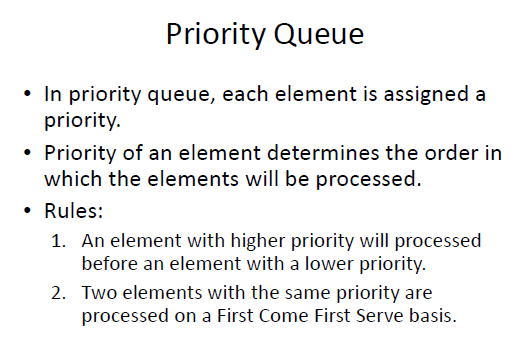 Priority Queue
• In priority queue, each element is assigned a
priority.
• Priority of an element determines the order in
which the elements will be processed.
• Rules:
1. An element with higher priority will processed
before an element with a lower priority.
2. Two elements with the same priority are
processed on a First Come First Serve basis.